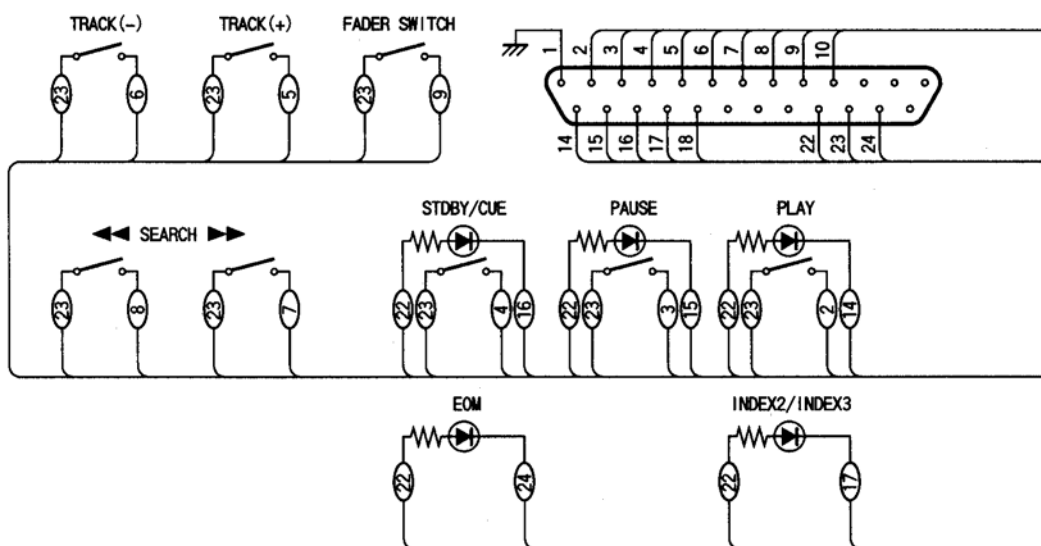 TRACK(-) TRACK(+) FADER SWITCH
1 2 3 4 5 6 7 8 9 10
23 6 23 5 23 9
14 15 16 17 18 22 23 24
STDBY/CUE PAUSE PLAY
SEARCH
23 8 23 7 22 23 4 16 22 23 3 15 22 23 2 14
EOM INDEX2/INDEX3
22 24 22 17